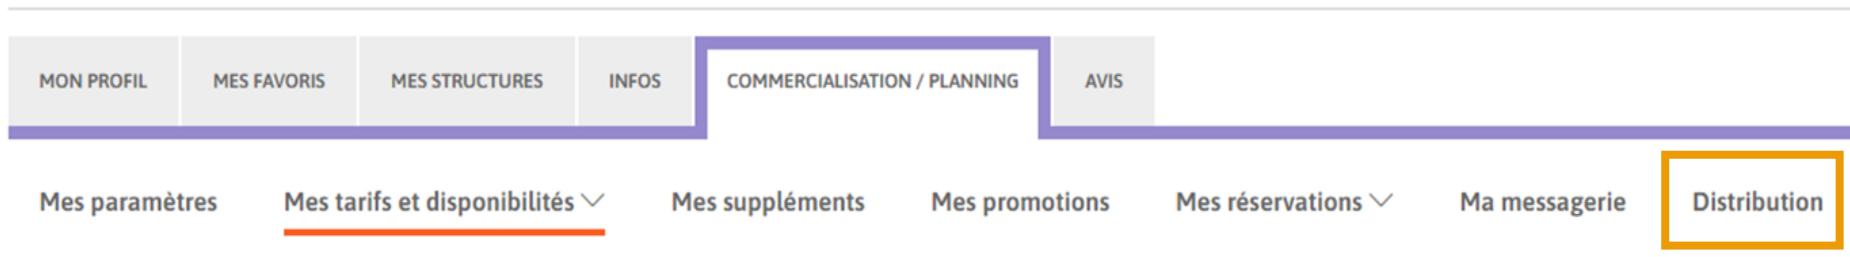 MON PROFIL MES FAVORIS MES STRUCTURES INFOS COMMERCIALISATION / PLANNING AVIS
Mes paramètres Mes tarifs et disponibilités Mes suppléments Mes promotions Mes réservations Ma messagerie Distribution